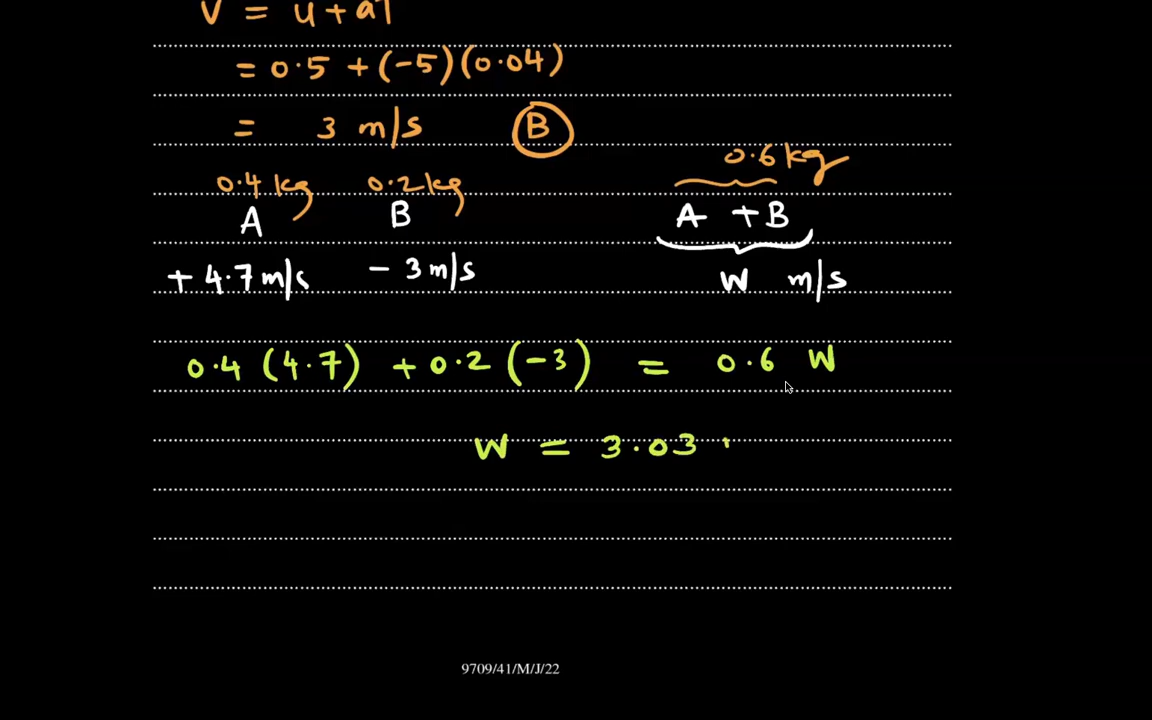 V = u + at
= 0.5 + (-5)(0.04)
= 3 m/s B
0.4 kg 0.2 kg 0.6 kg
A B A + B
+ 4.7 m/s - 3 m/s W m/s
0.4 (4.7) + 0.2 (-3) = 0.6 W
W = 3.03
9709/41/M/J/22